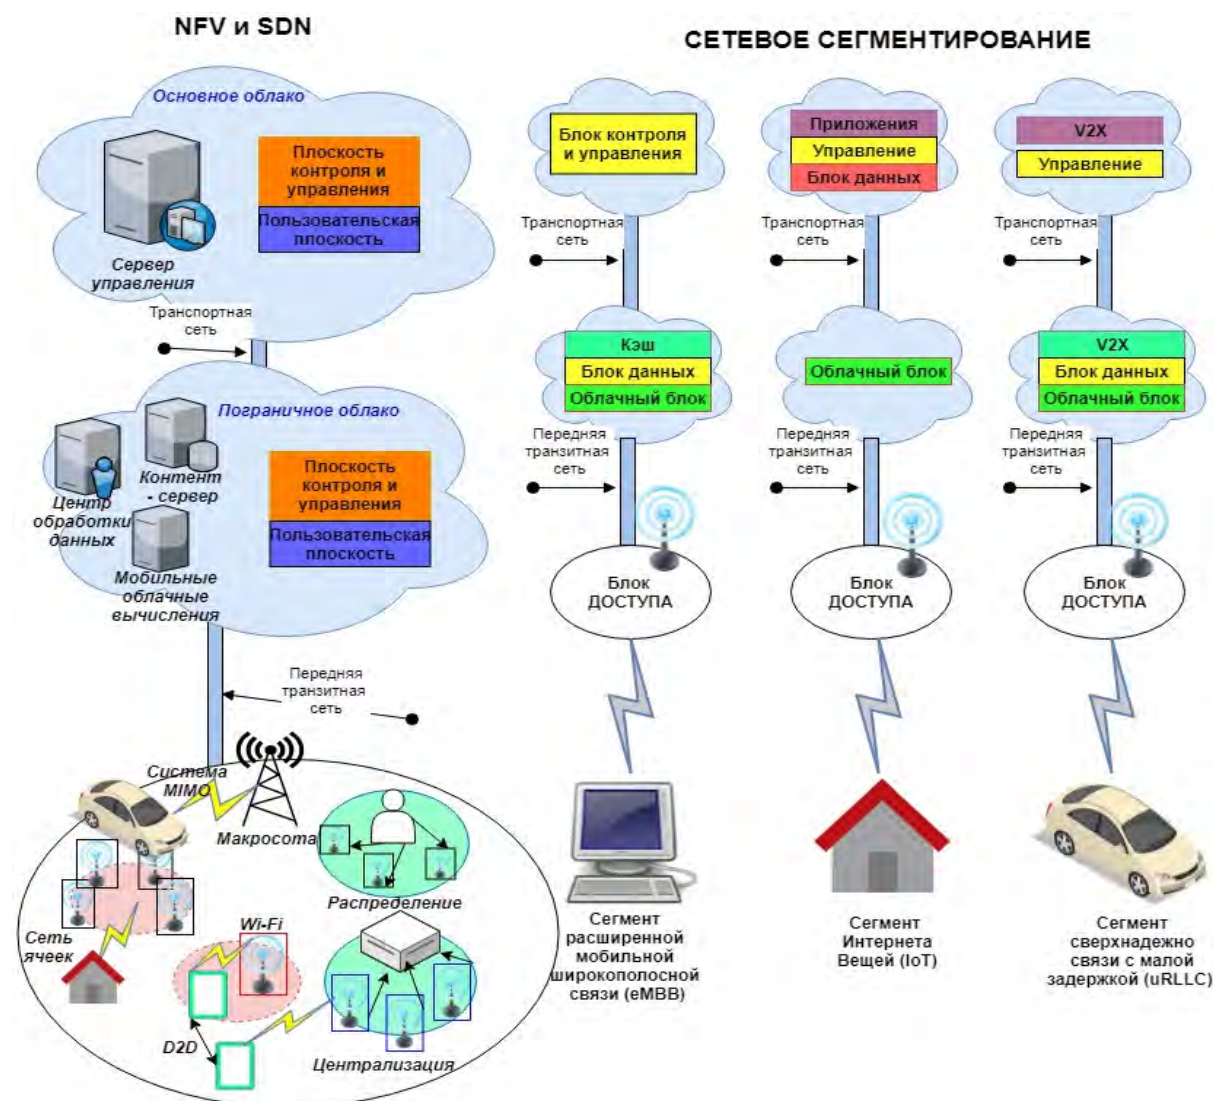 NFV и SDN
Основное облако
Плоскость
контроля и
управления
Пользовательская
плоскость
Сервер
управления
Транспортная
сеть
Пограничное облако
Контент
- сервер
Центр
обработки
данных
Плоскость
контроля и
управления
Пользовательская
плоскость
Мобильные
облачные
вычисления
Передняя
транзитная
сеть
Система
MIMO
Макросота
Распределение
Сеть
ячеек
Wi-Fi
D2D
Централизация
СЕТЕВОЕ СЕГМЕНТИРОВАНИЕ
Блок контроля
и управления
Транспортная
сеть
Кэш
Блок данных
Облачный блок
Передняя
транзитная
сеть
Блок
ДОСТУПА
Сегмент
расширенной
мобильной
широкополосной
связи (eMBB)
Приложения
Управление
Блок данных
Транспортная
сеть
Облачный блок
Передняя
транзитная
сеть
Блок
ДОСТУПА
Сегмент
Интернета
Вещей (IoT)
V2X
Управление
Транспортная
сеть
V2X
Блок данных
Облачный блок
Передняя
транзитная
сеть
Блок
ДОСТУПА
Сегмент
сверхнадежно
связи с малой
задержкой (uRLLC)